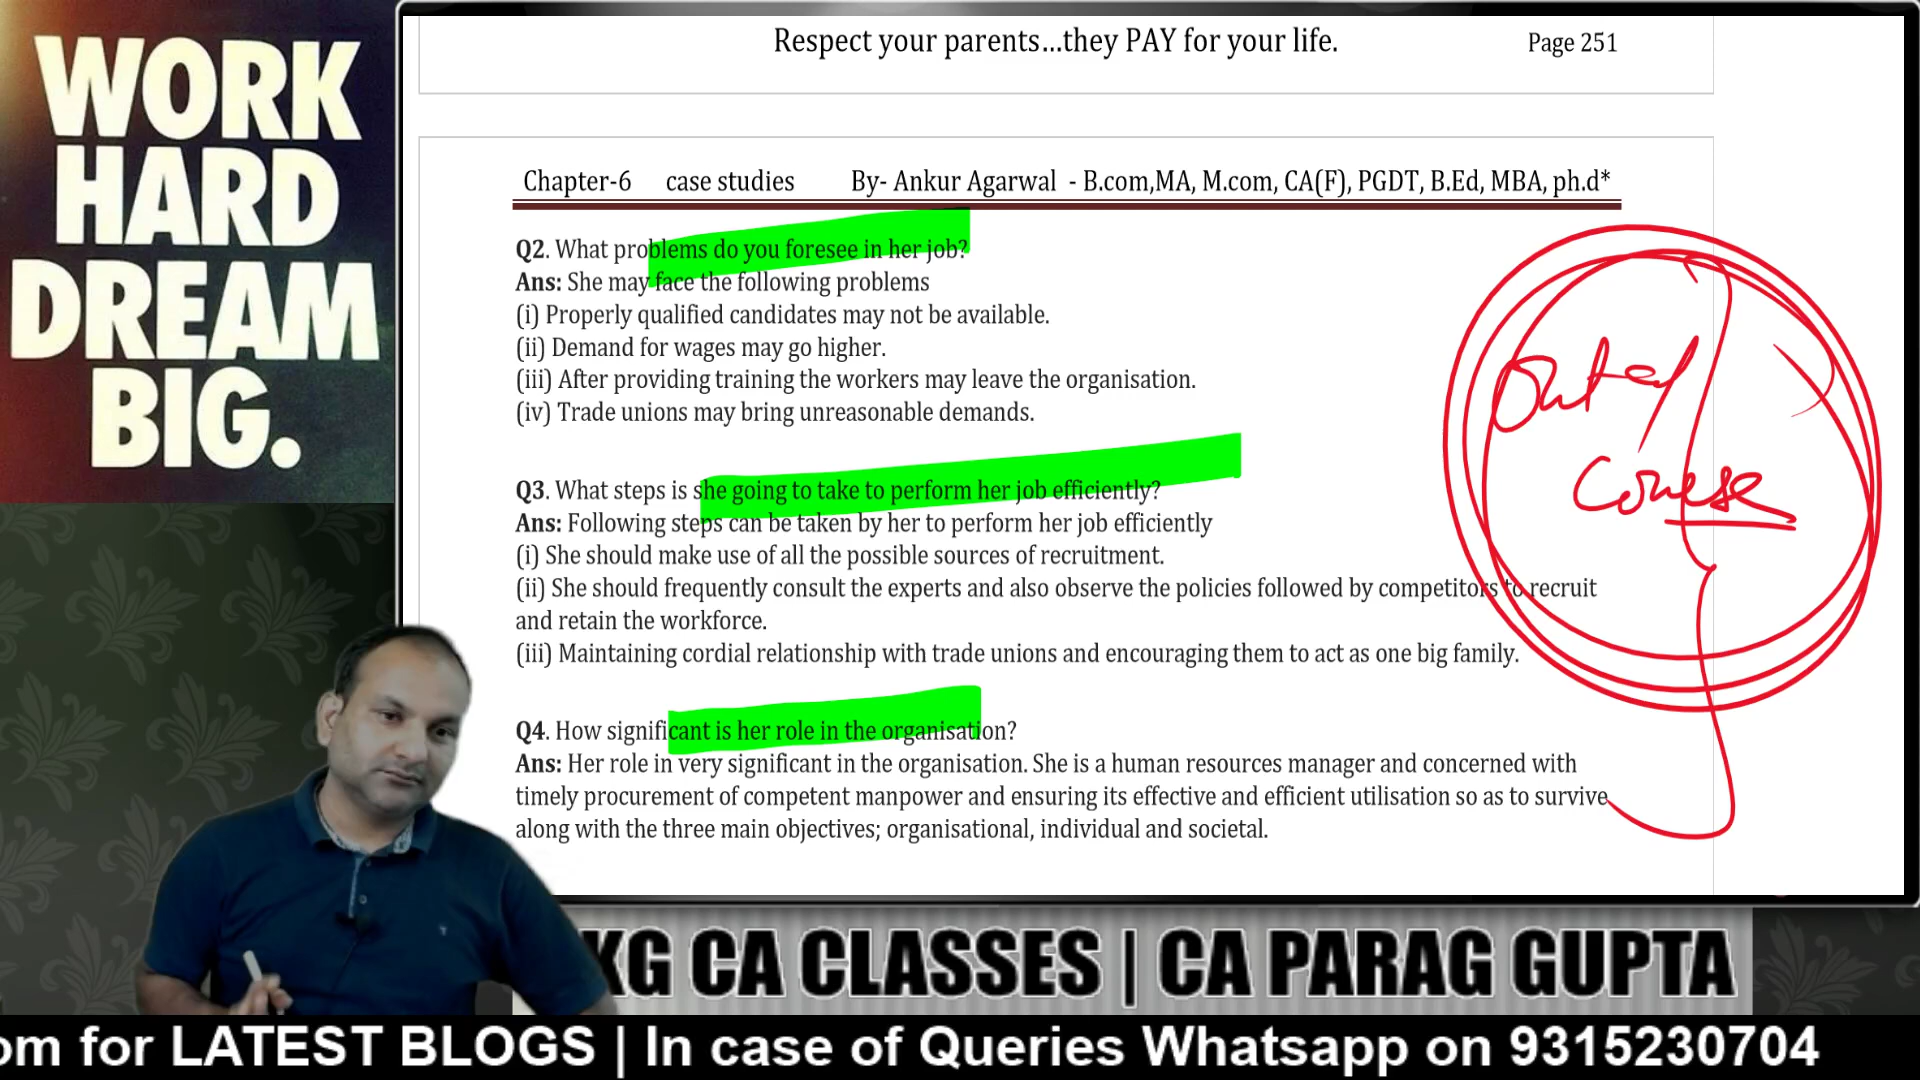 WORK
HARD
DREAM
BIG.
Respect your parents...they PAY for your life. Page 251
Chapter-6 case studies By- Ankur Agarwal - B.com,MA, M.com, CA(F), PGDT, B.Ed, MBA, ph.d*
Q2. What problems do you foresee in her job?
Ans: She may face the following problems
(i) Properly qualified candidates may not be available.
(ii) Demand for wages may go higher.
(iii) After providing training the workers may leave the organisation.
(iv) Trade unions may bring unreasonable demands.
Q3. What steps is she going to take to perform her job efficiently?
Ans: Following steps can be taken by her to perform her job efficiently
(i) She should make use of all the possible sources of recruitment.
(ii) She should frequently consult the experts and also observe the policies followed by competitors to recruit
and retain the workforce.
(iii) Maintaining cordial relationship with trade unions and encouraging them to act as one big family.
Q4. How significant is her role in the organisation?
Ans: Her role in very significant in the organisation. She is a human resources manager and concerned with
timely procurement of competent manpower and ensuring its effective and efficient utilisation so as to survive
along with the three main objectives; organisational, individual and societal.
Out of
Course
KG CA CLASSES | CA PARAG GUPTA
om for LATEST BLOGS | In case of Queries Whatsapp on 9315230704